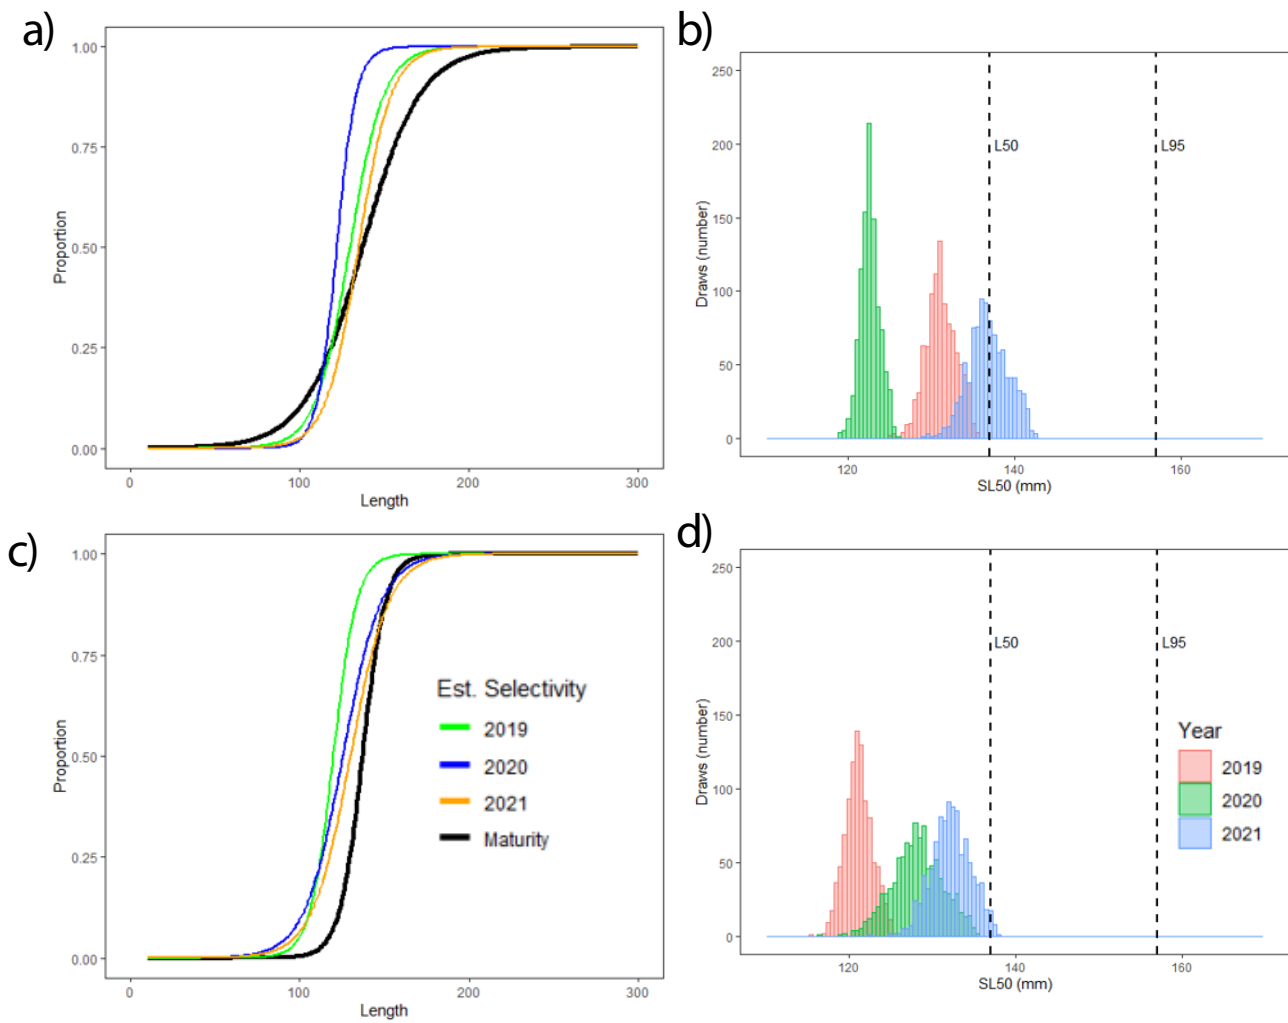 a)
1.00
0.75
0.50
0.25
0.00
Proportion
0
100
200
300
Length
b)
250
200
150
100
50
0
Draws (number)
L50
L95
120
140
160
SL50 (mm)
c)
1.00
0.75
0.50
0.25
0.00
Proportion
Est. Selectivity
2019
2020
2021
Maturity
0
100
200
300
Length
d)
250
200
150
100
50
0
Draws (number)
L50
L95
Year
2019
2020
2021
120
140
160
SL50 (mm)